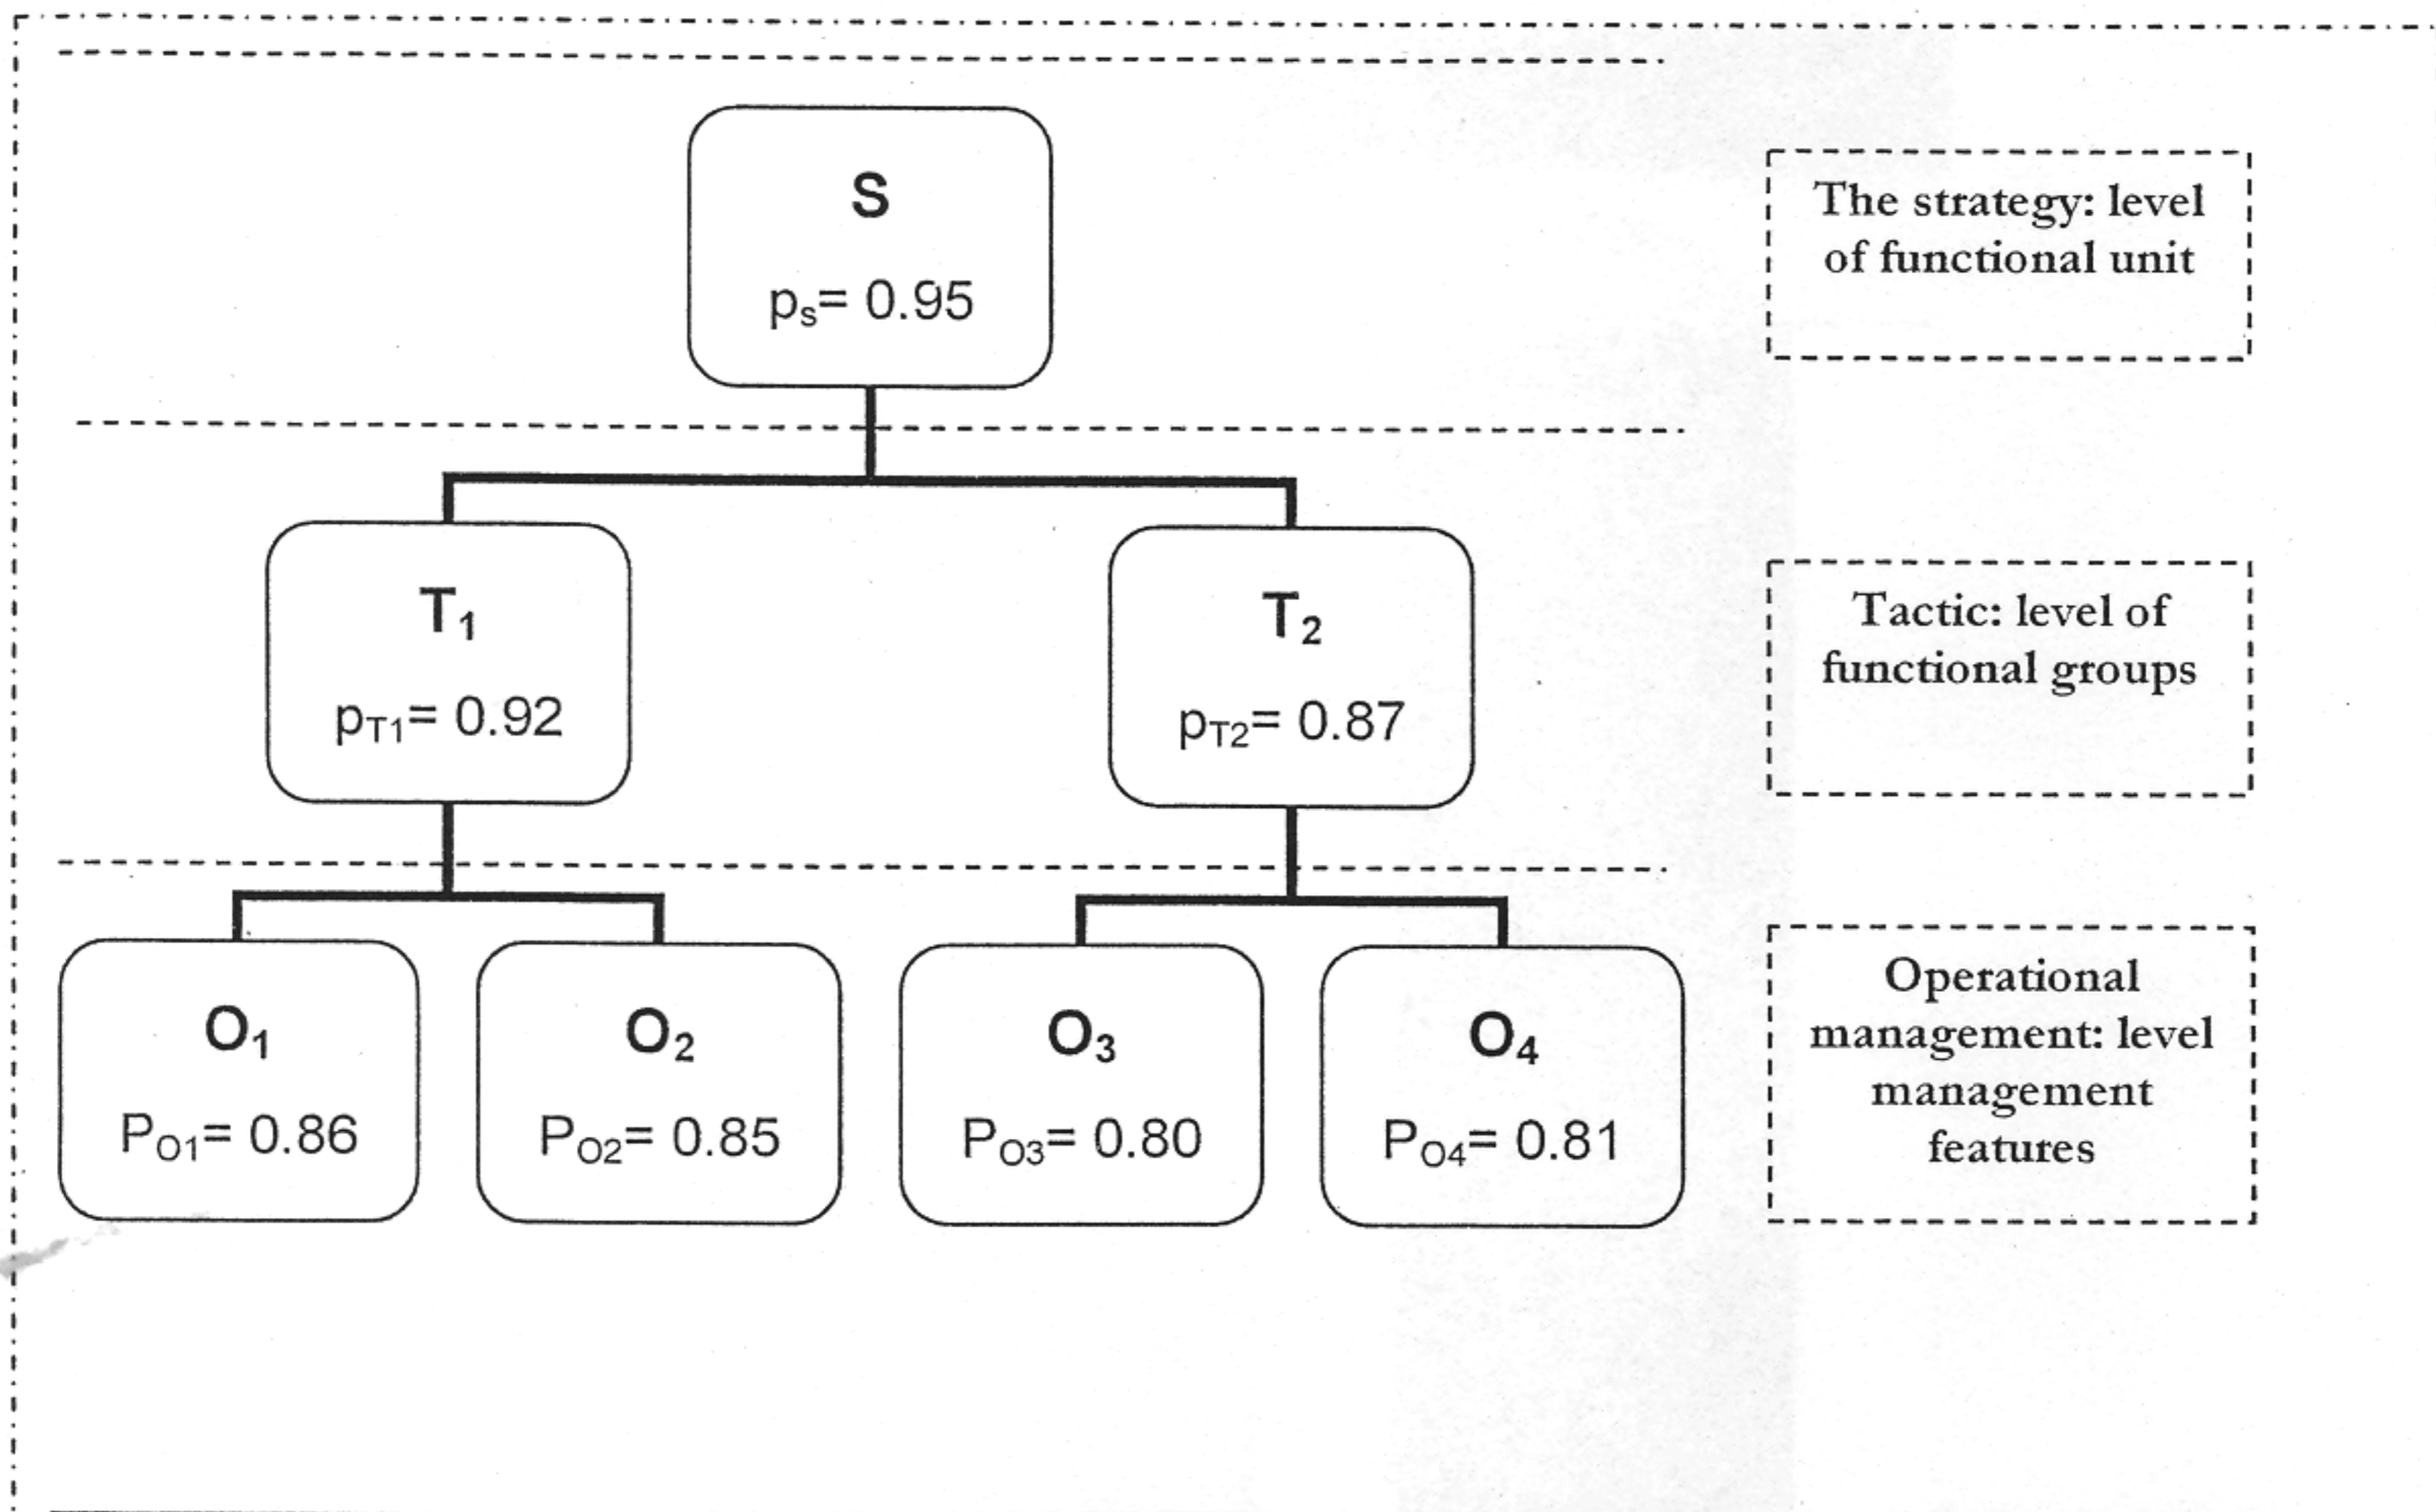 S
pS= 0.95
The strategy: level
of functional unit
T1
pT1= 0.92
T2
pT2= 0.87
Tactic: level of
functional groups
O1
PO1= 0.86
O2
PO2= 0.85
O3
PO3= 0.80
O4
PO4= 0.81
Operational
management: level
management
features